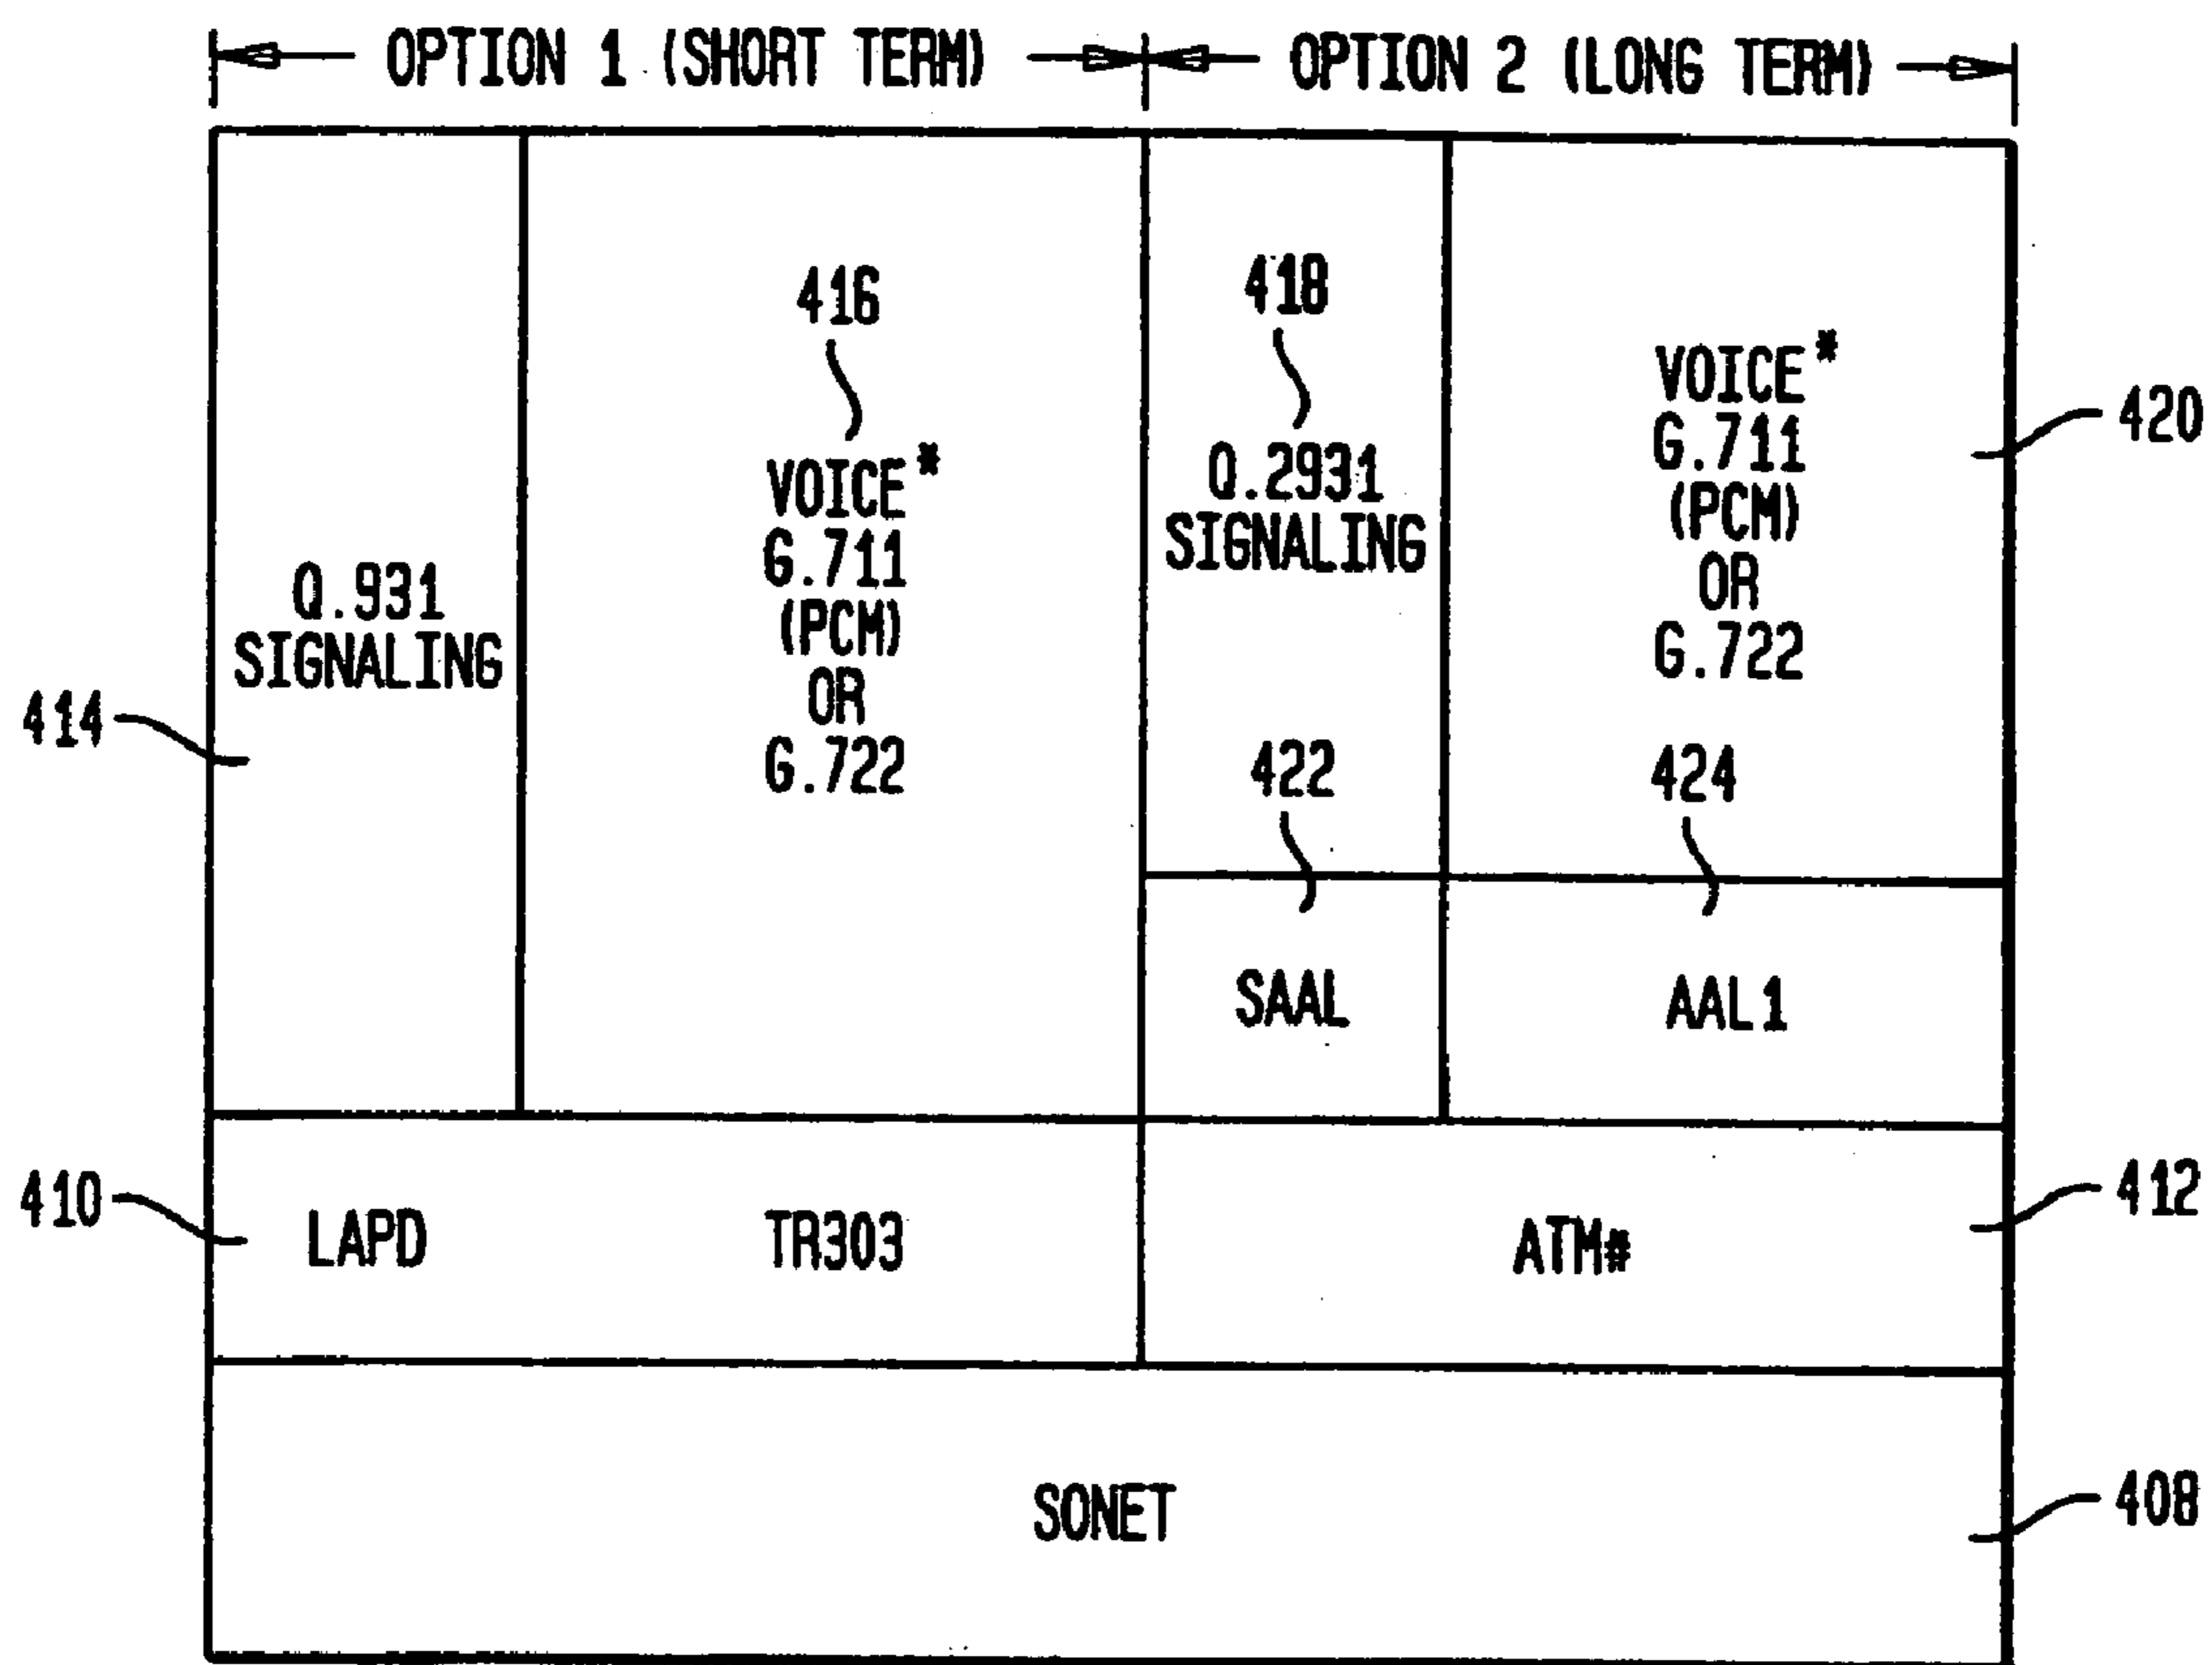 OPTION 1 (SHORT TERM)
OPTION 2 (LONG TERM)
414
Q.931
SIGNALING
416
VOICE*
G.711
(PCM)
OR
G.722
418
Q.2931
SIGNALING
VOICE*
G.711
(PCM)
OR
G.722
420
422
SAAL
424
AAL1
410
LAPD
TR303
ATM#
412
SONET
408